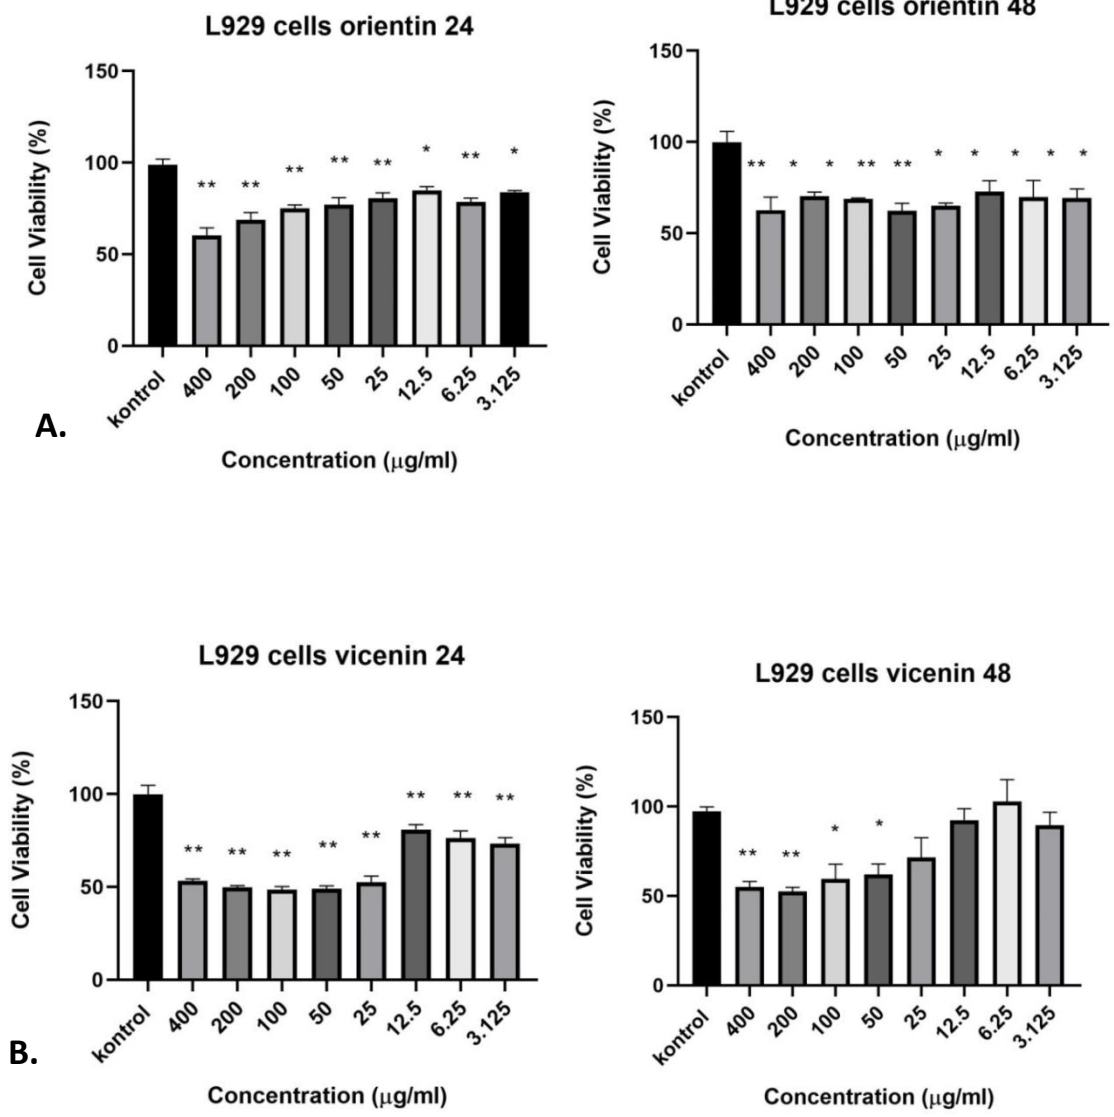 L929 cells orientin 24
Cell Viability (%)
150
100
50
0
** ** ** ** ** * ** *
kontrol 400 200 100 50 25 12.5 6.25 3.125
Concentration (μg/ml)
A.
L929 cells orientin 48
Cell Viability (%)
150
100
50
0
** * * ** ** * * * * *
kontrol 400 200 100 50 25 12.5 6.25 3.125
Concentration (μg/ml)
L929 cells vicenin 24
Cell Viability (%)
150
100
50
0
** ** ** ** ** ** ** **
kontrol 400 200 100 50 25 12.5 6.25 3.125
Concentration (μg/ml)
B.
L929 cells vicenin 48
Cell Viability (%)
150
100
50
0
** ** * *
kontrol 400 200 100 50 25 12.5 6.25 3.125
Concentration (μg/ml)